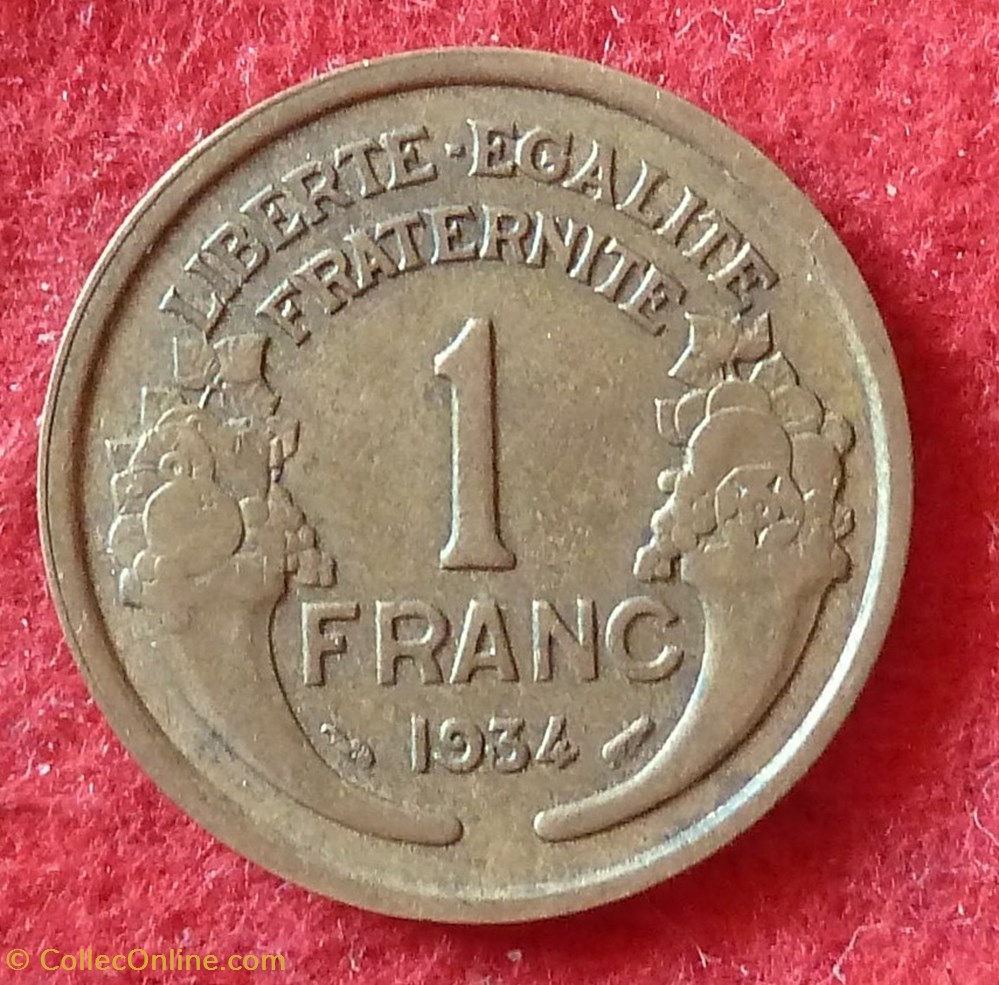 LIBERTE-EGALITE
FRATERNITE
1
FRANC
1934
© CollecOnline.com